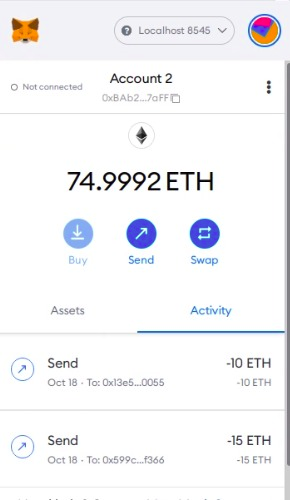 Localhost 8545
Not connected
Account 2
0xBAb2...7aFF
74.9992 ETH
Buy
Send
Swap
Assets
Activity
Send
-10 ETH
Oct 18 · To: 0x13e5...0055
-10 ETH
Send
-15 ETH
Oct 18 · To: 0x599c...f366
-15 ETH